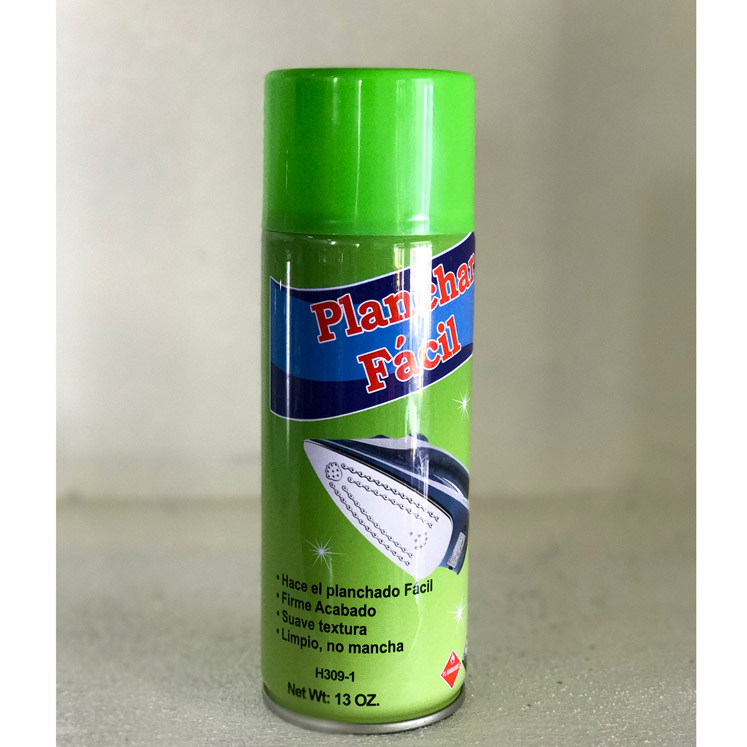 Planchar
Fácil
• Hace el planchado Fácil
• Firme Acabado
• Suave textura
• Limpio, no mancha
H309-1
Net Wt: 13 OZ.